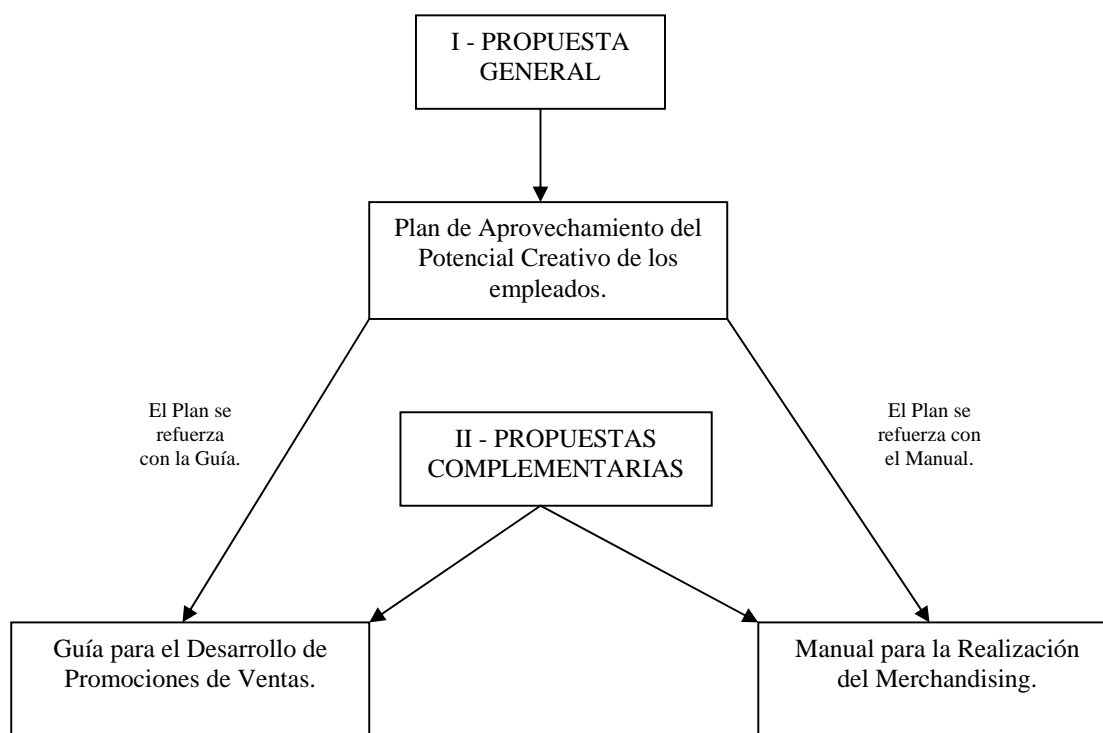 I - PROPUESTA
GENERAL
Plan de Aprovechamiento del
Potencial Creativo de los
empleados.
El Plan se
refuerza
con la Guía.
II - PROPUESTAS
COMPLEMENTARIAS
El Plan se
refuerza con
el Manual.
Guía para el Desarrollo de
Promociones de Ventas.
Manual para la Realización
del Merchandising.